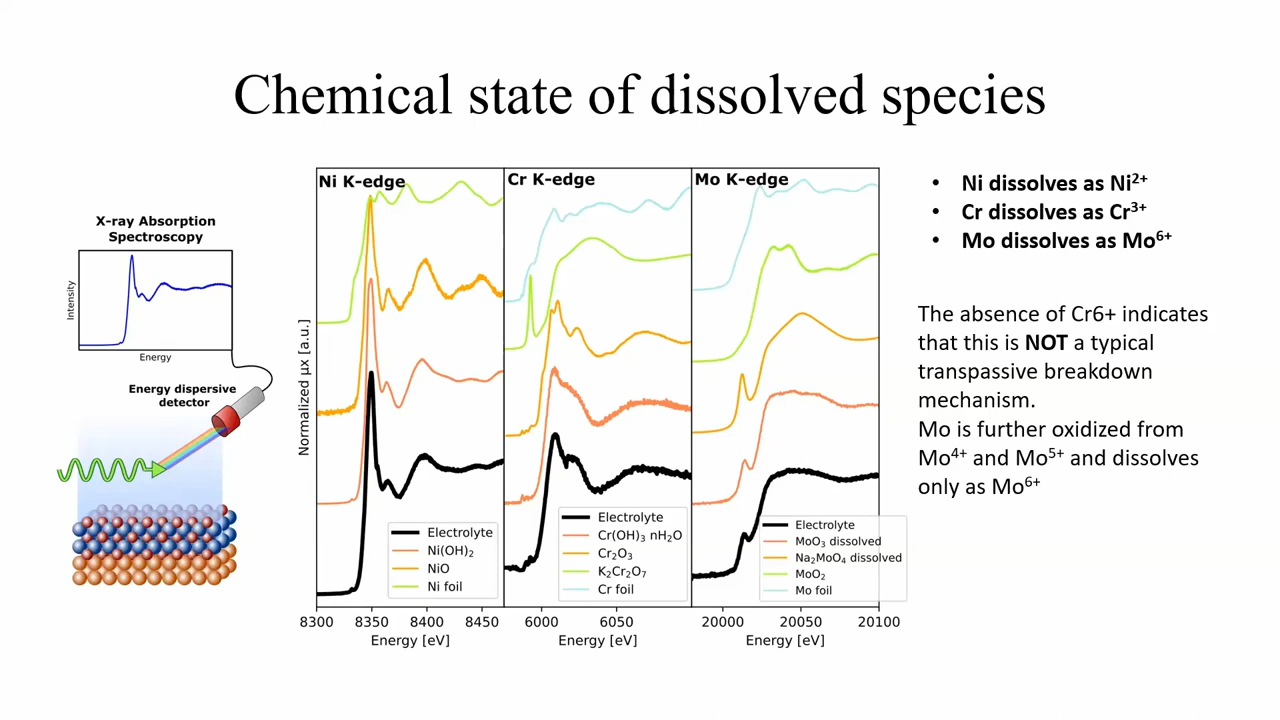 Chemical state of dissolved species
X-ray Absorption
Spectroscopy
Intensity
Energy
Energy dispersive
detector
Normalized μx [a.u.]
Ni K-edge
Electrolyte
Ni(OH)₂
NiO
Ni foil
8300 8350 8400 8450
Energy [eV]
Cr K-edge
Electrolyte
Cr(OH)₃ nH₂O
Cr₂O₃
K₂Cr₂O₇
Cr foil
6000 6050
Energy [eV]
Mo K-edge
Electrolyte
MoO₃ dissolved
Na₂MoO₄ dissolved
MoO₂
Mo foil
20000 20050 20100
Energy [eV]
• Ni dissolves as Ni²⁺
• Cr dissolves as Cr³⁺
• Mo dissolves as Mo⁶⁺
The absence of Cr6+ indicates
that this is NOT a typical
transpassive breakdown
mechanism.
Mo is further oxidized from
Mo⁴⁺ and Mo⁵⁺ and dissolves
only as Mo⁶⁺